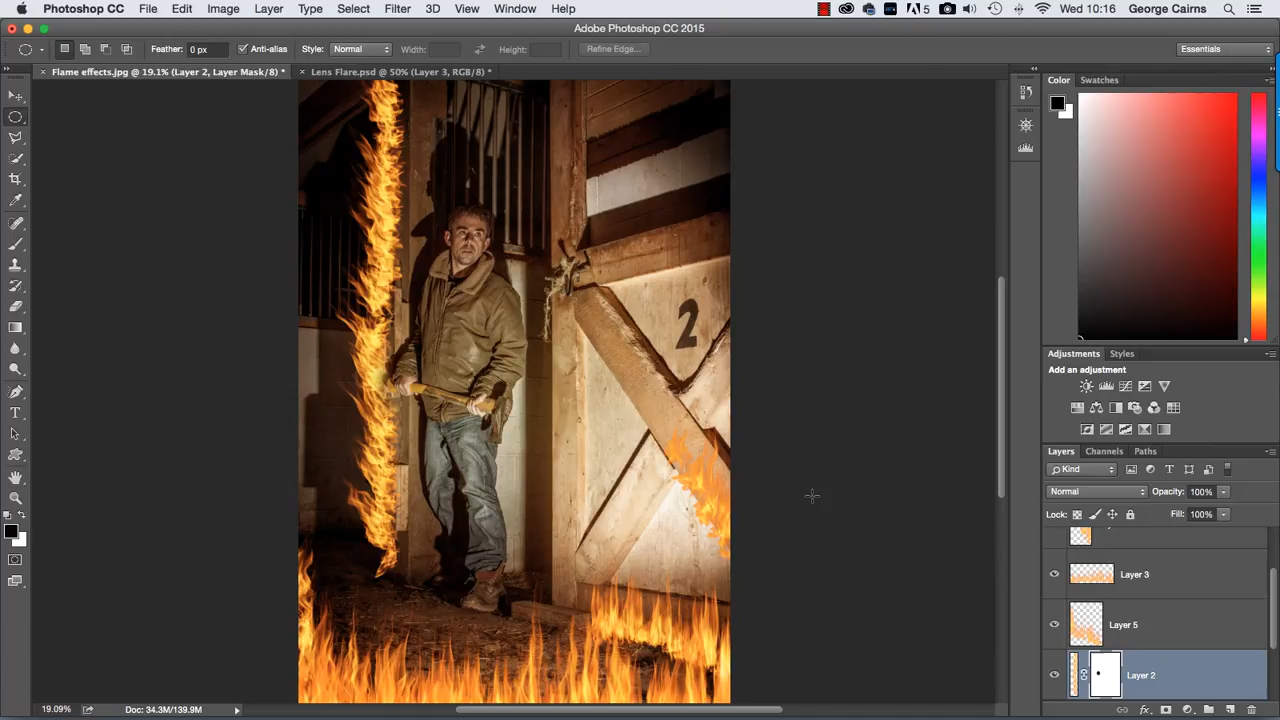 Photoshop CC File Edit Image Layer Type Select Filter 3D View Window Help 5 Wed 10:16 George Cairns
Adobe Photoshop CC 2015
Feather: 0 px Anti-alias Style: Normal Width: Height: Refine Edge... Essentials
× Flame effects.jpg @ 19.1% (Layer 2, Layer Mask/8) * × Lens Flare.psd @ 50% (Layer 3, RGB/8) *
Color Swatches
2
Adjustments Styles
Add an adjustment
Layers Channels Paths
Kind
Normal Opacity: 100%
Lock: Fill: 100%
Layer 3
Layer 5
Layer 2
19.09% Doc: 34.3M/139.9M